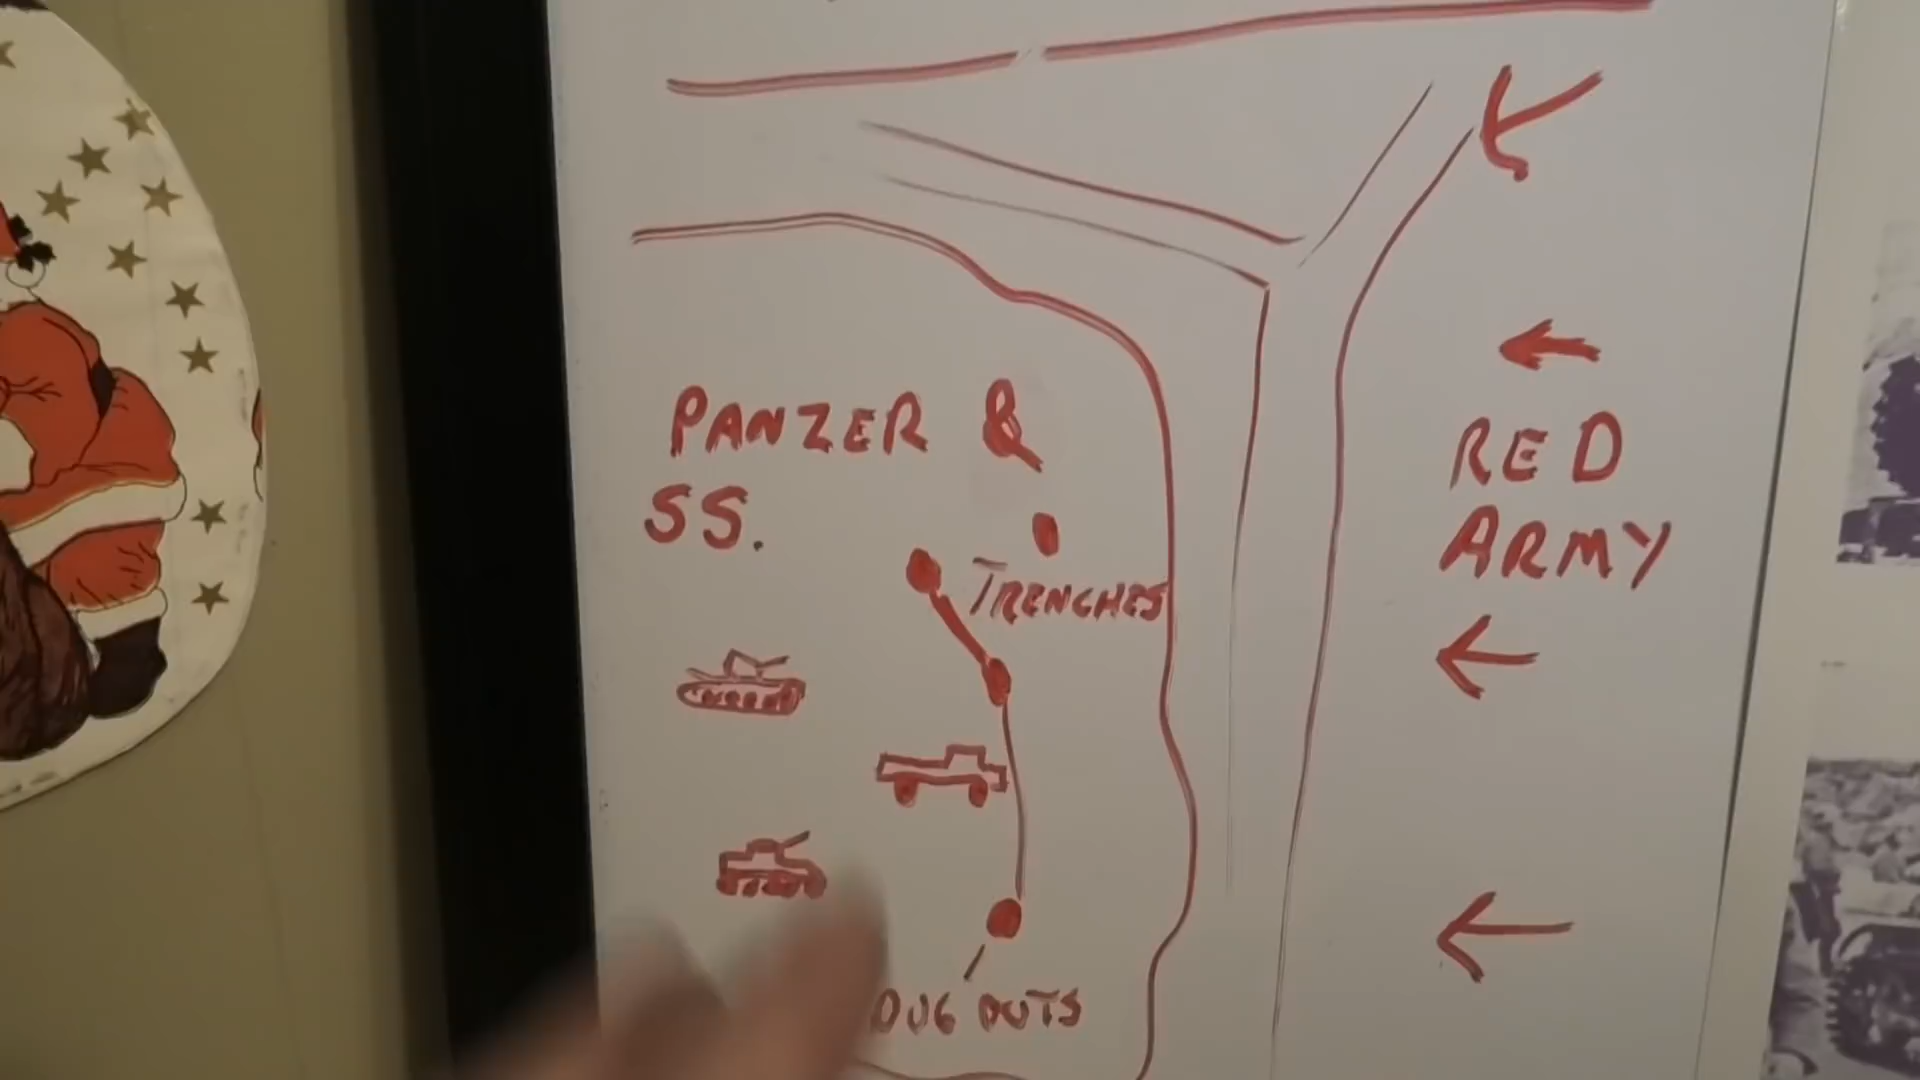 PANZER &
SS.
TRENCHES
DUG OUTS
RED
ARMY